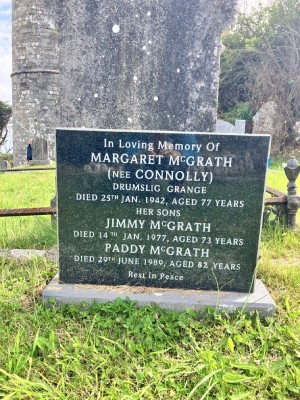 In Loving Memory Of
MARGARET McGRATH
(NEE CONNOLLY)
DRUMSLIG GRANGE
DIED 25TH JAN. 1942, AGED 77 YEARS
HER SONS
JIMMY McGRATH
DIED 14TH JAN. 1977, AGED 73 YEARS
PADDY McGRATH
DIED 29TH JUNE 1989, AGED 82 YEARS
Rest In Peace